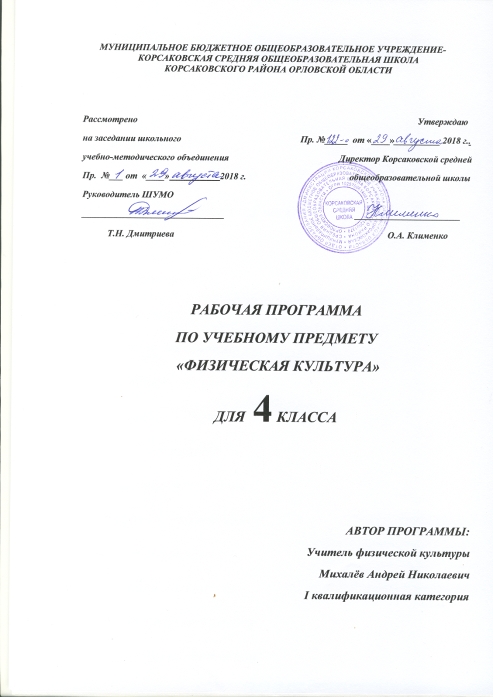 МУНИЦИПАЛЬНОЕ БЮДЖЕТНОЕ ОБЩЕОБРАЗОВАТЕЛЬНОЕ УЧРЕЖДЕНИЕ-
КОРСАКОВСКАЯ СРЕДНЯЯ ОБЩЕОБРАЗОВАТЕЛЬНАЯ ШКОЛА
КОРСАКОВСКОГО РАЙОНА ОРЛОВСКОЙ ОБЛАСТИ
Рассмотрено
на заседании школьного
учебно-методического объединения
Пр. № 1 от «29» августа 2018 г.
Руководитель ШУМО
Т.Н. Дмитриева
Утверждаю
Пр. № от «29» августа 2018 г.
Директор Корсаковской средней
общеобразовательной школы
Клименко
О.А. Клименко
КОРСАКОВСКАЯ
СРЕДНЯЯ
ШКОЛА
РАБОЧАЯ ПРОГРАММА
ПО УЧЕБНОМУ ПРЕДМЕТУ
«ФИЗИЧЕСКАЯ КУЛЬТУРА»
ДЛЯ 4 КЛАССА
АВТОР ПРОГРАММЫ:
Учитель физической культуры
Михалёв Андрей Николаевич
I квалификационная категория